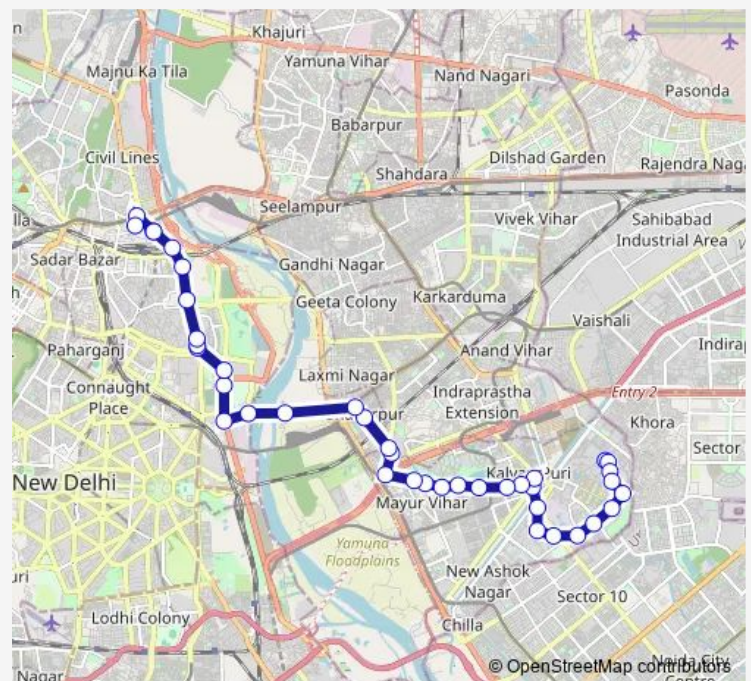 Khajuri
Yamuna Vihar
Majnu Ka Tila
Nand Nagari
Pasonda
Babarpur
Civil Lines
Dilshad Garden
Rajendra Nag
Shahdara
Seelampur
Vivek Vihar
Sahibabad
Industrial Area
Sadar Bazar
Gandhi Nagar
Karkarduma
Geeta Colony
Vaishali
Paharganj
Anand Vihar
Indira
Laxmi Nagar
Connaught
Place
Indraprastha
Extension
Entry 2
Khora
Sector
New Delhi
Mayur Vihar
Yamuna
Floodplains
New Ashok
Nagar
Sector 10
Lodhi Colony
Chilla
Noida City
Centre
Nagar
© OpenStreetMap contributors